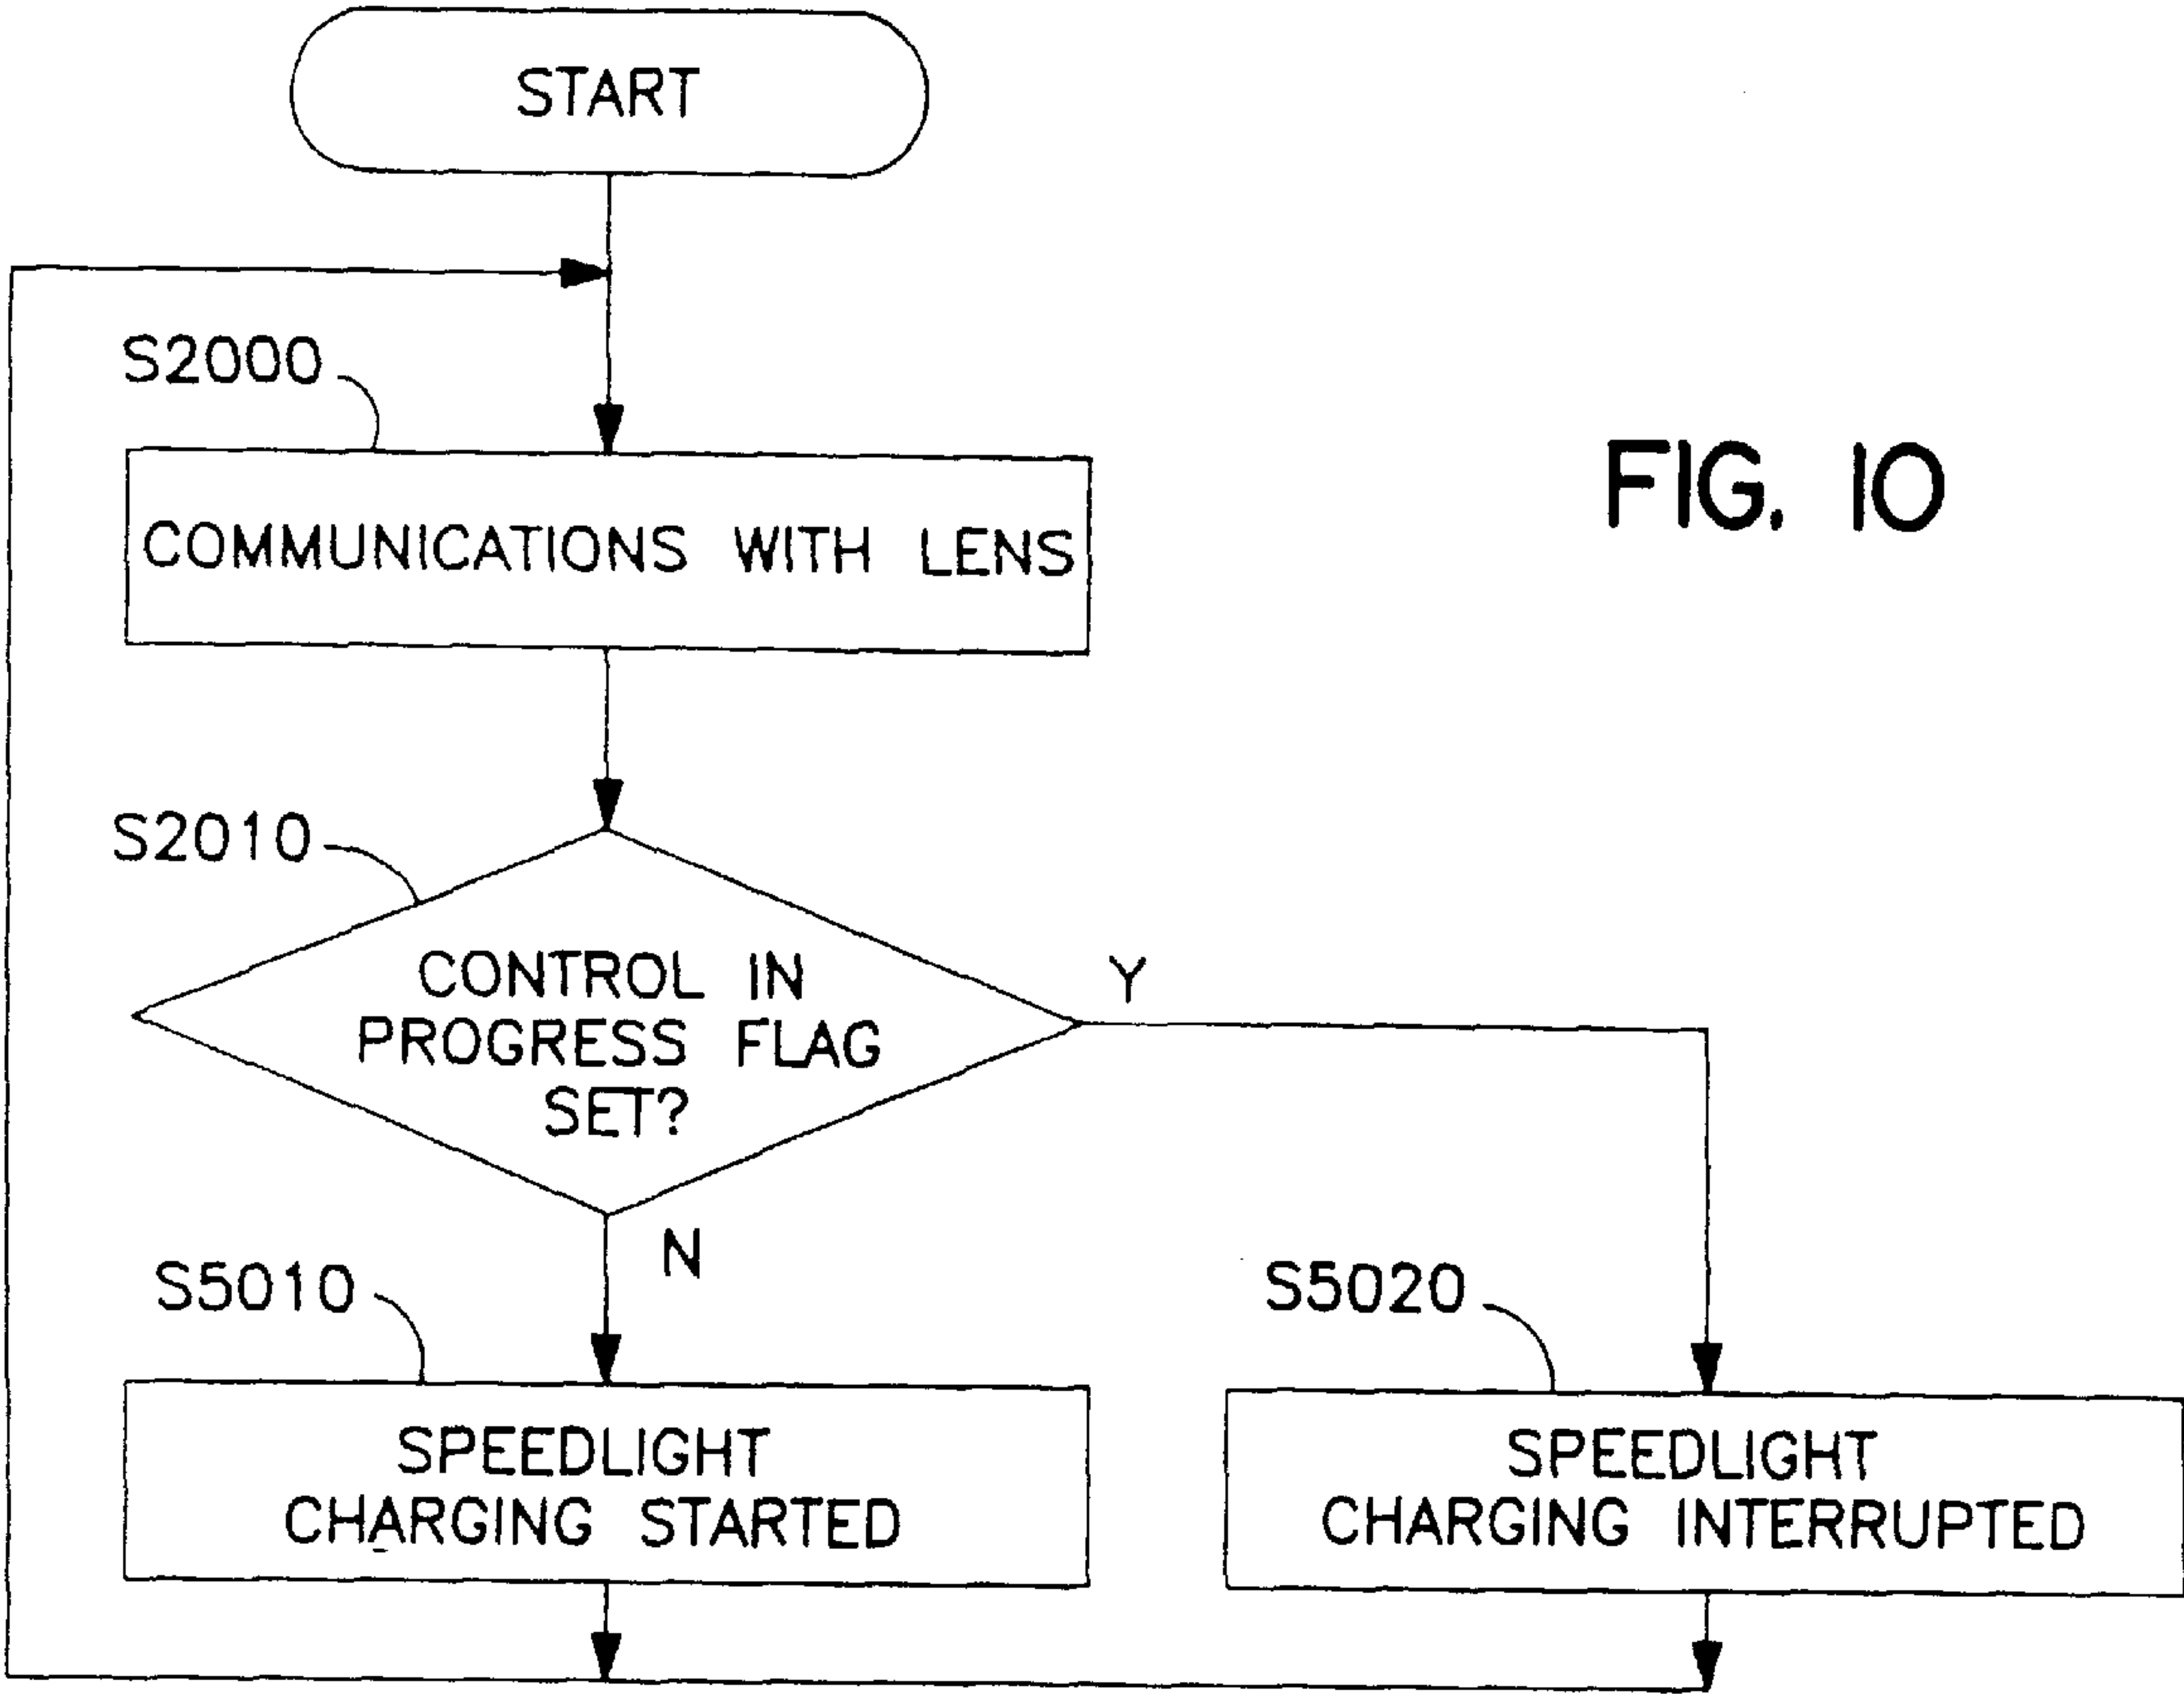 START
S2000
COMMUNICATIONS WITH LENS
FIG. 10
S2010
CONTROL IN
PROGRESS FLAG
SET?
Y
N
S5010
SPEEDLIGHT
CHARGING STARTED
S5020
SPEEDLIGHT
CHARGING INTERRUPTED